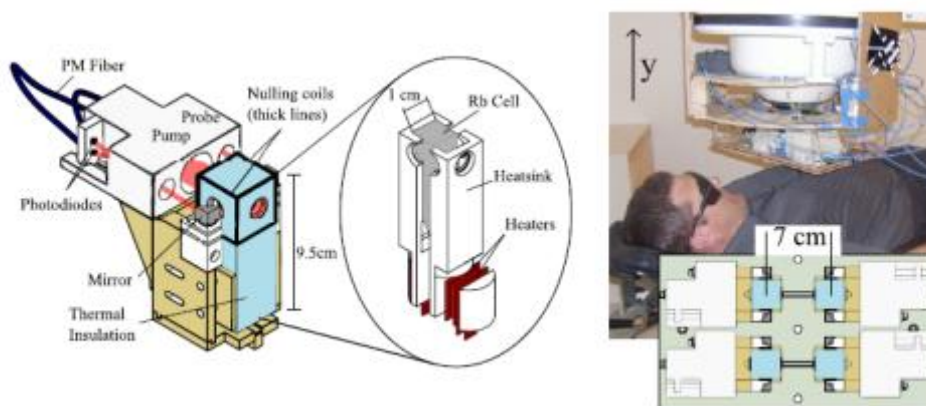 PM Fiber
Nulling coils
(thick lines)
Probe
Pump
Photodiodes
Mirror
Thermal
Insulation
9.5cm
1 cm
Rb Cell
Heatsink
Heaters
y
7 cm